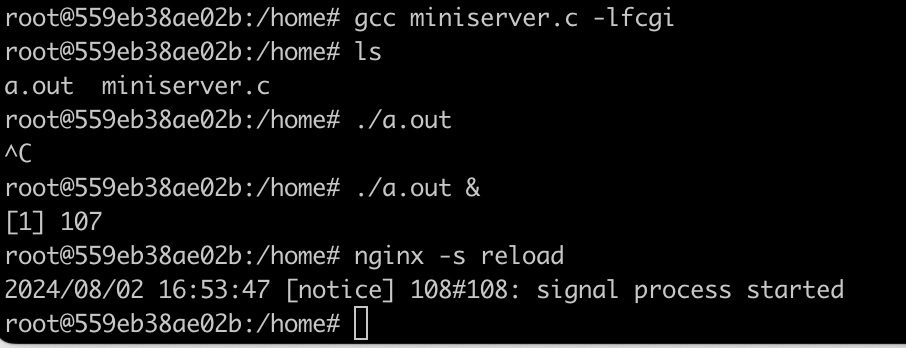 root@559eb38ae02b:/home# gcc miniserver.c -lfcgi
root@559eb38ae02b:/home# ls
a.out  miniserver.c
root@559eb38ae02b:/home# ./a.out
^C
root@559eb38ae02b:/home# ./a.out &
[1] 107
root@559eb38ae02b:/home# nginx -s reload
2024/08/02 16:53:47 [notice] 108#108: signal process started
root@559eb38ae02b:/home#